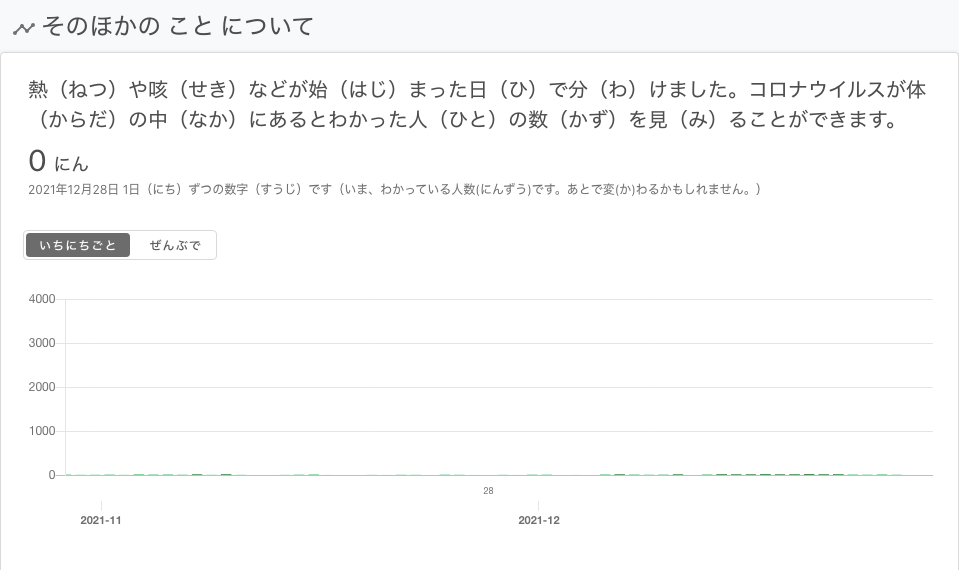 そのほかの こと について
熱（ねつ）や咳（せき）などが始（はじ）まった日（ひ）で分（わ）けました。コロナウイルスが体
（からだ）の中（なか）にあるとわかった人（ひと）の数（かず）を見（み）ることができます。
0 にん
2021年12月28日 1日（にち）ずつの数字（すうじ）です（いま、わかっている人数(にんずう)です。あとで変(か)わるかもしれません。）
いちにちごと ぜんぶで
4000
3000
2000
1000
0
28
2021-11 2021-12